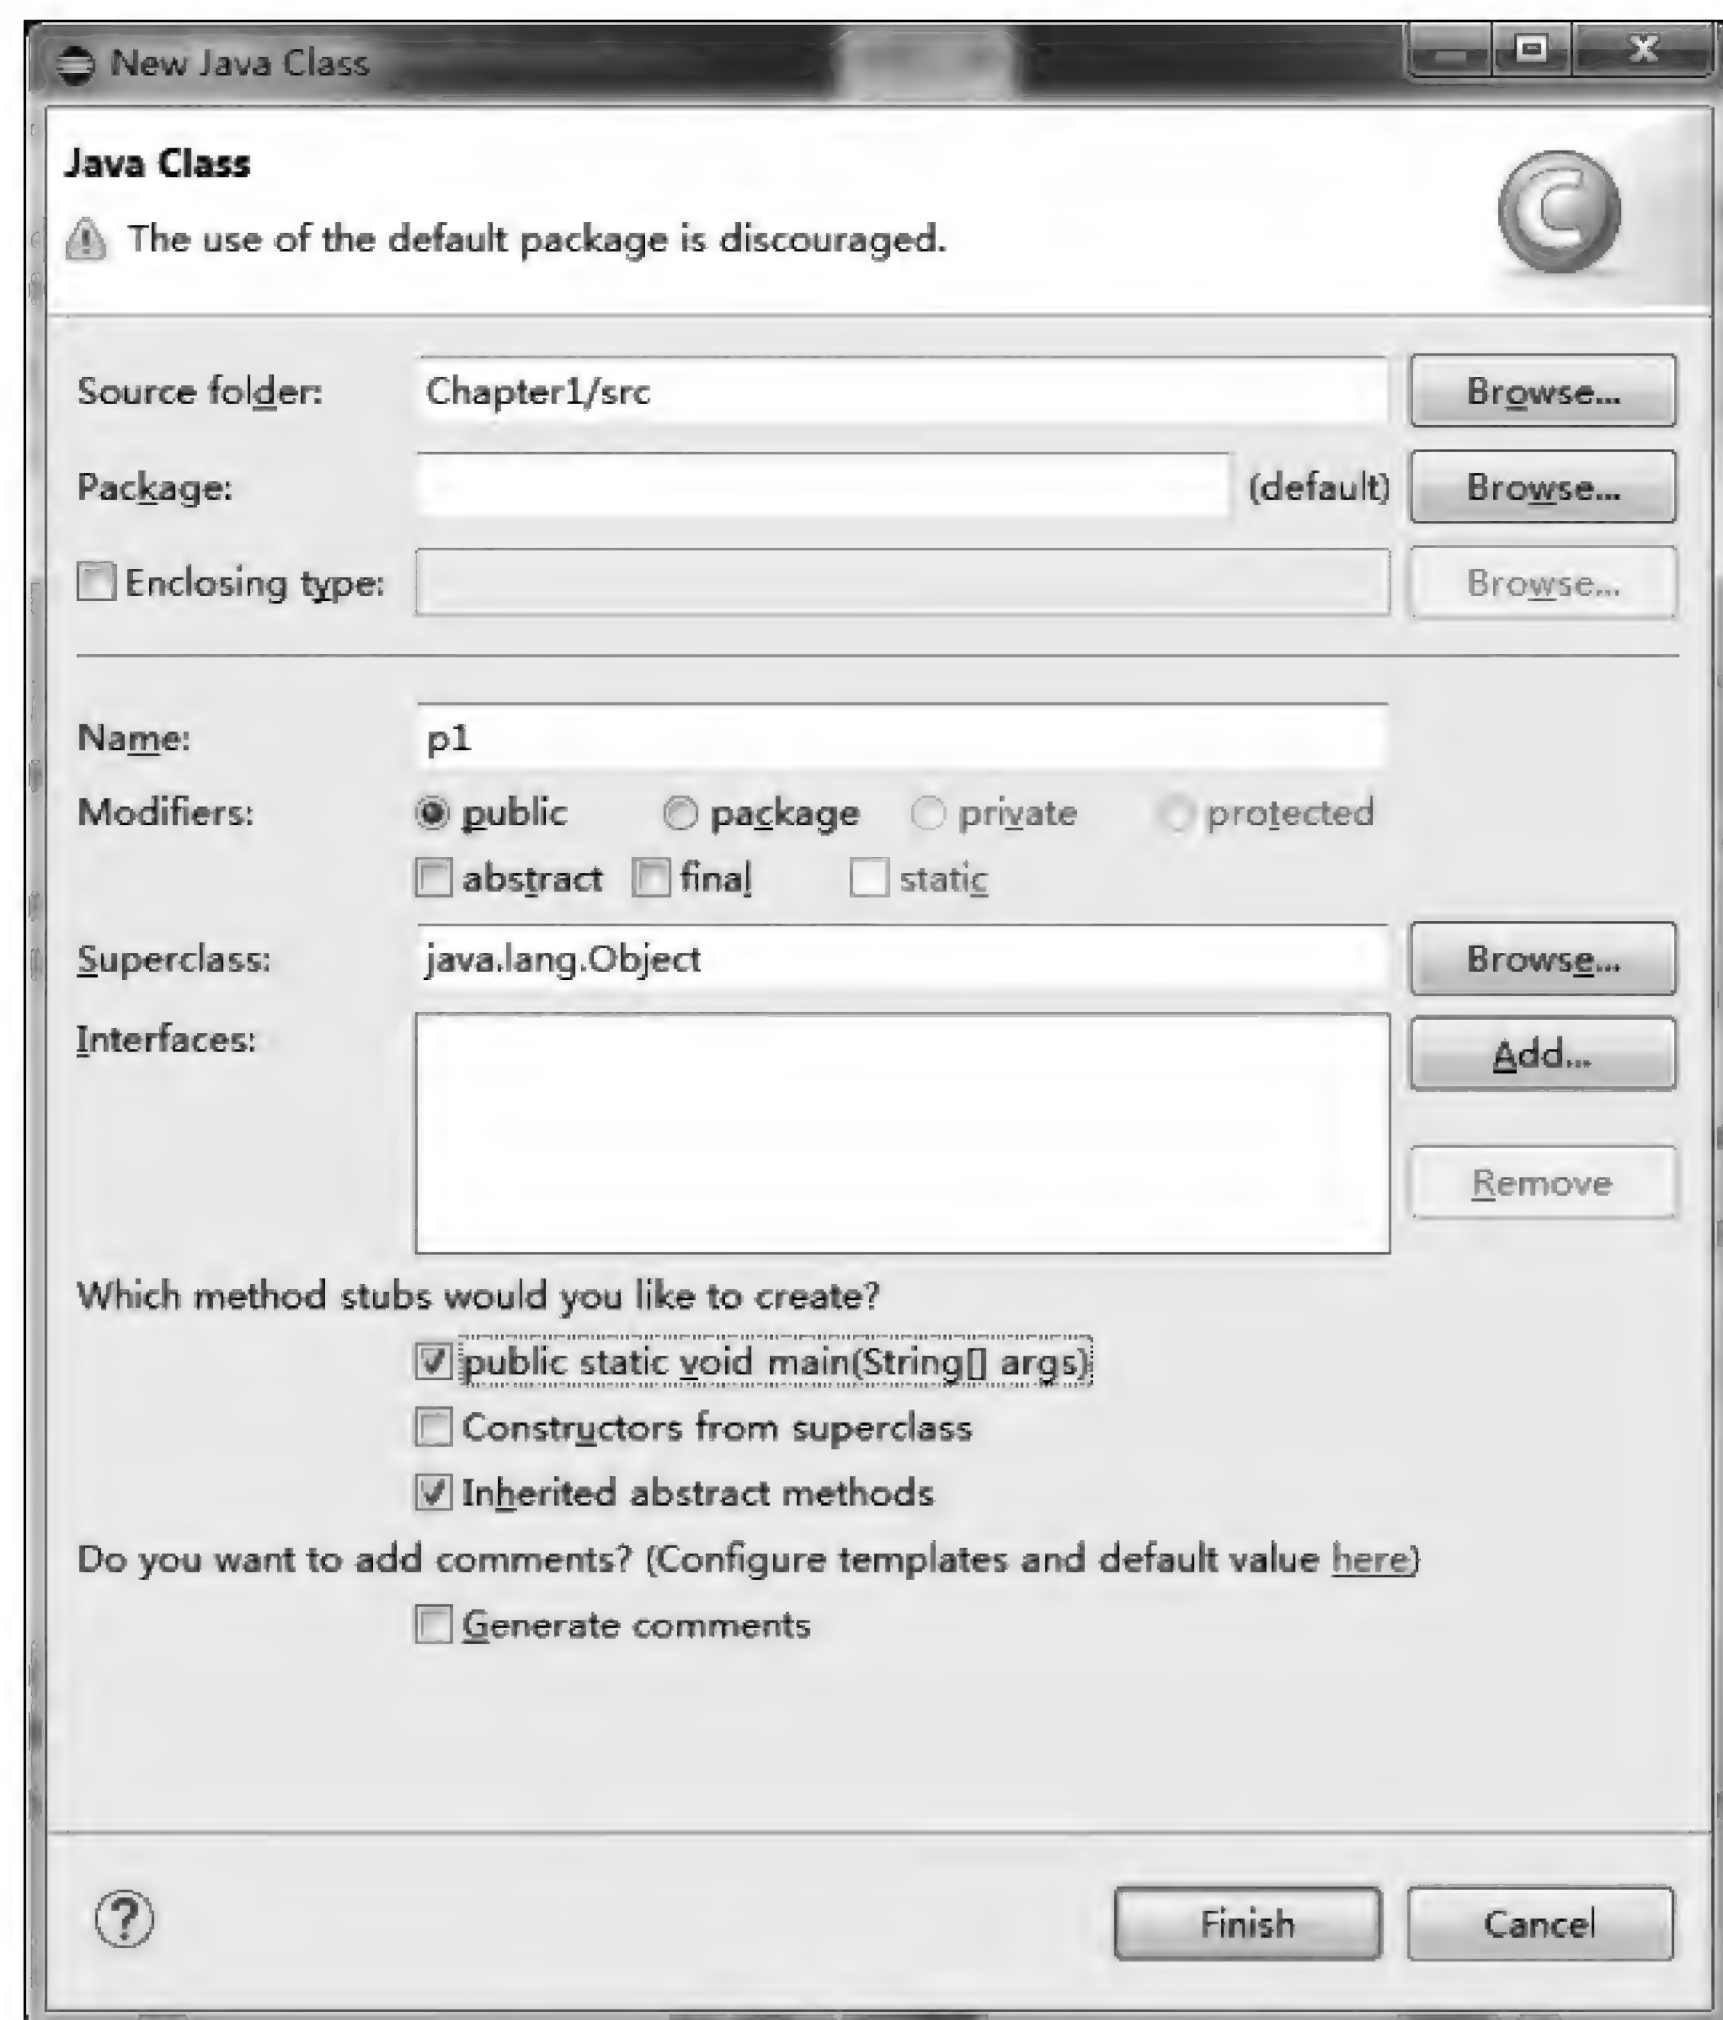 New Java Class
Java Class
The use of the default package is discouraged.
Source folder: Chapter1/src Browse...
Package: (default) Browse...
Enclosing type: Browse...
Name: p1
Modifiers: public package private protected
abstract final static
Superclass: java.lang.Object Browse...
Interfaces: Add...
Remove
Which method stubs would you like to create?
public static void main(String[] args)
Constructors from superclass
Inherited abstract methods
Do you want to add comments? (Configure templates and default value here)
Generate comments
? Finish Cancel